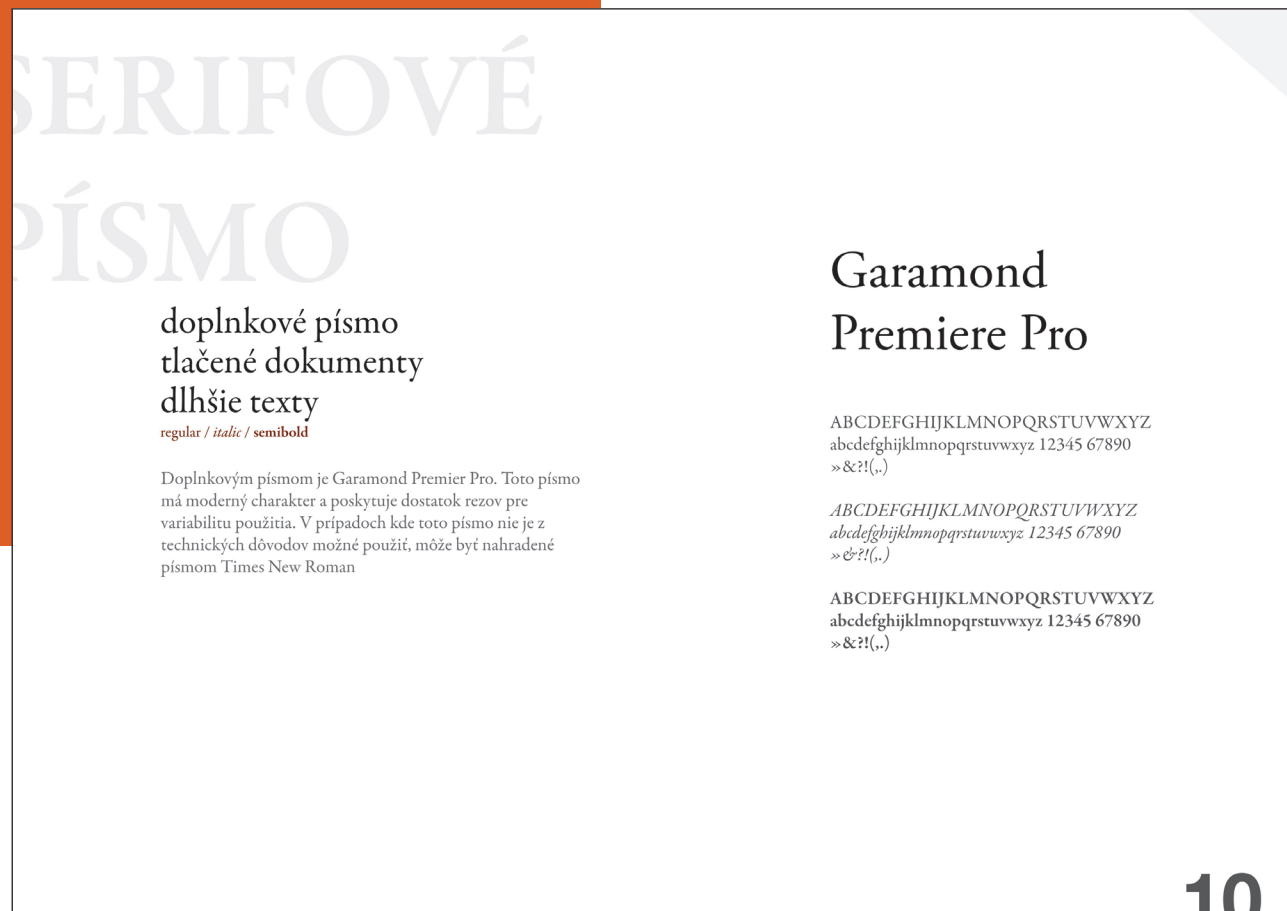 SERIFOVÉ
PÍSMO
doplnkové písmo
tlačené dokumenty
dlhšie texty
regular / italic / semibold
Doplnkovým písmom je Garamond Premier Pro. Toto písmo
má moderný charakter a poskytuje dostatok rezov pre
variabilitu použitia. V prípadoch kde toto písmo nie je z
technických dôvodov možné použiť, môže byť nahradené
písmom Times New Roman
Garamond
Premiere Pro
ABCDEFGHIJKLMNOPQRSTUVWXYZ
abcdefghijklmnopqrstuvwxyz 12345 67890
»&?!(,.)
ABCDEFGHIJKLMNOPQRSTUVWXYZ
abcdefghijklmnopqrstuvwxyz 12345 67890
»&?!(,.)
ABCDEFGHIJKLMNOPQRSTUVWXYZ
abcdefghijklmnopqrstuvwxyz 12345 67890
»&?!(,.)
10